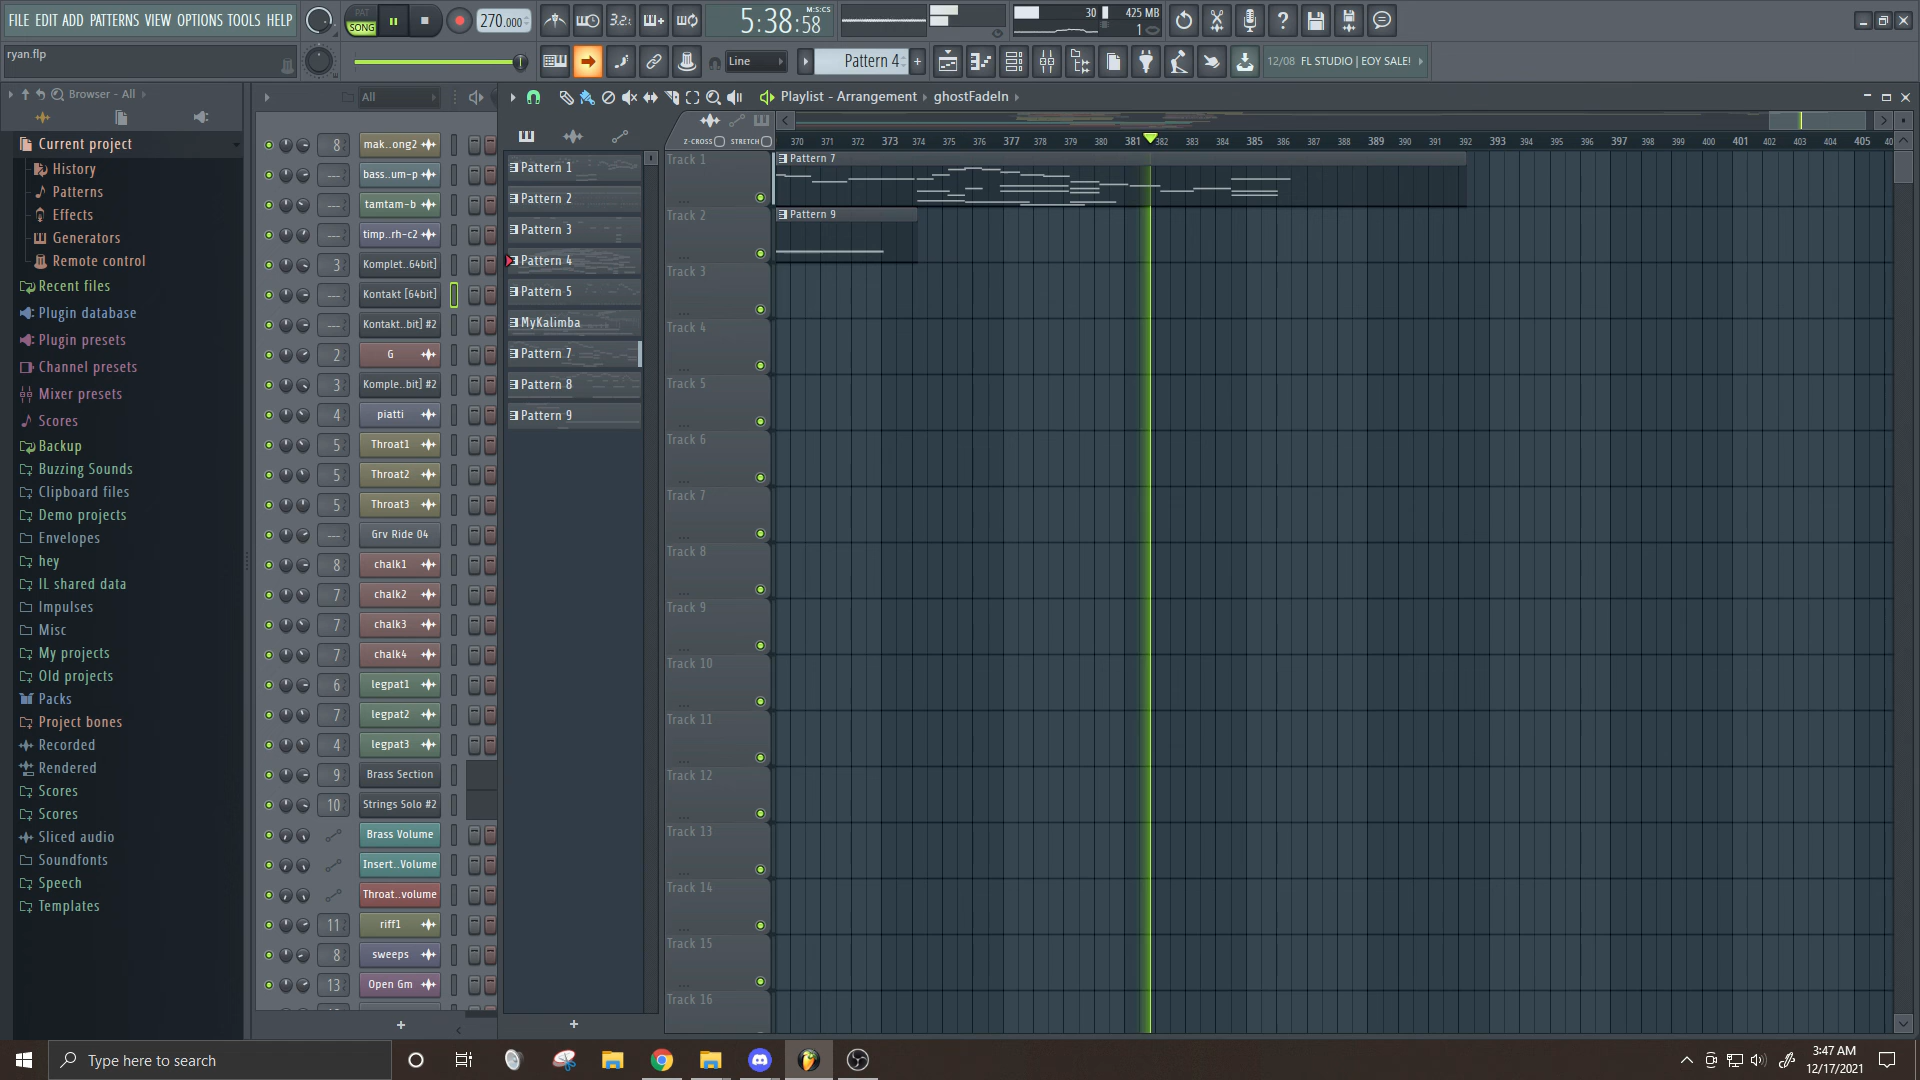 FILE EDIT ADD PATTERNS VIEW OPTIONS TOOLS HELP
PAT
SONG
270.000
3.2
5:38:58
M:S:CS
30
425 MB
1
ryan.flp
Line
Pattern 4
12/08 FL STUDIO | EOY SALE!
Browser - All
Current project
History
Patterns
Effects
Generators
Remote control
Recent files
Plugin database
Plugin presets
Channel presets
Mixer presets
Scores
Backup
Buzzing Sounds
Clipboard files
Demo projects
Envelopes
hey
IL shared data
Impulses
Misc
My projects
Old projects
Packs
Project bones
Recorded
Rendered
Scores
Scores
Sliced audio
Soundfonts
Speech
Templates
All
8 mak..ong2
--- bass..um-p
--- tamtam-b
--- timp..rh-c2
3 Komplet..64bit]
--- Kontakt [64bit]
--- Kontakt..bit] #2
2 G
3 Komple..bit] #2
4 piatti
5 Throat1
5 Throat2
5 Throat3
--- Grv Ride 04
8 chalk1
7 chalk2
7 chalk3
7 chalk4
6 legpat1
7 legpat2
4 legpat3
9 Brass Section
10 Strings Solo #2
Brass Volume
Insert..Volume
Throat..volume
11 riff1
8 sweeps
13 Open Gm
+
Pattern 1
Pattern 2
Pattern 3
Pattern 4
Pattern 5
MyKalimba
Pattern 7
Pattern 8
Pattern 9
+
Playlist - Arrangement ghostFadeIn
Z-CROSS STRETCH
370 371 372 373 374 375 376 377 378 379 380 381 382 383 384 385 386 387 388 389 390 391 392 393 394 395 396 397 398 399 400 401 402 403 404 405 40
Track 1
Pattern 7
Track 2
Pattern 9
Track 3
Track 4
Track 5
Track 6
Track 7
Track 8
Track 9
Track 10
Track 11
Track 12
Track 13
Track 14
Track 15
Track 16
Type here to search
3:47 AM
12/17/2021